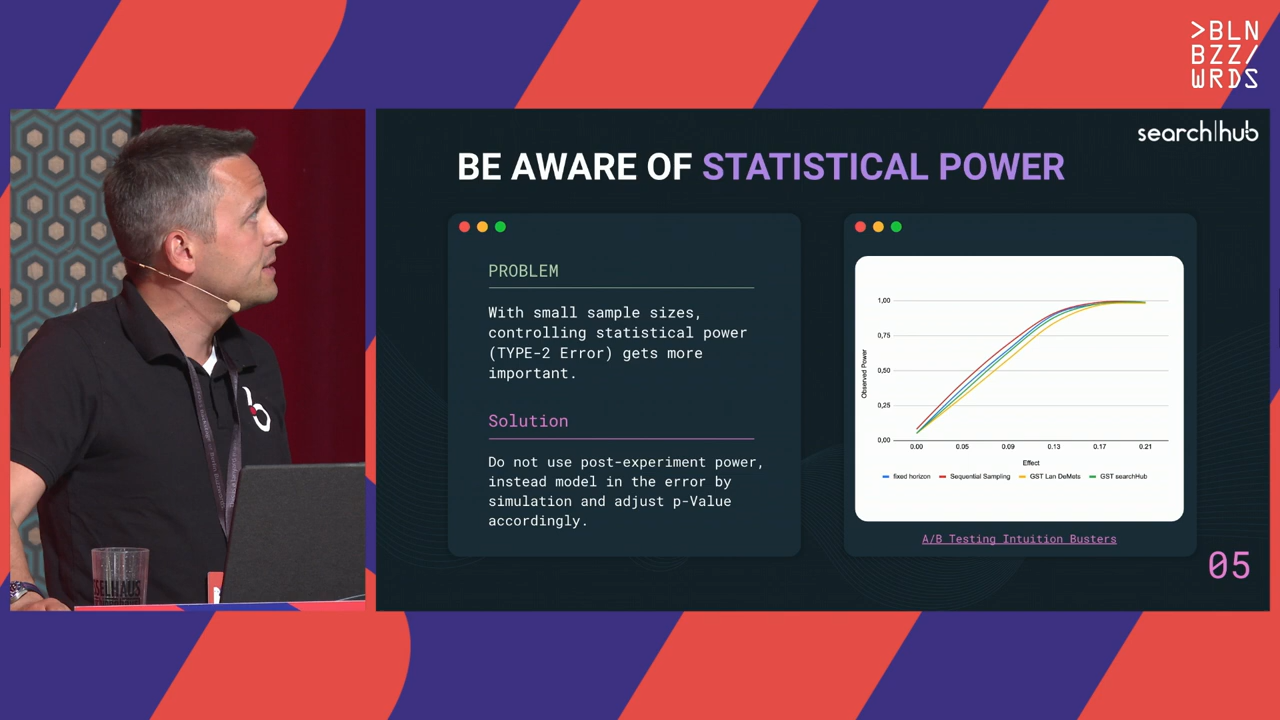 >BLN
BZZ/
WRDS
search|hub
BE AWARE OF STATISTICAL POWER
PROBLEM
With small sample sizes,
controlling statistical power
(TYPE-2 Error) gets more
important.
Solution
Do not use post-experiment power,
instead model in the error by
simulation and adjust p-Value
accordingly.
Observed Power
1,00
0,75
0,50
0,25
0,00
0.00 0.05 0.09 0.13 0.17 0.21
Effect
fixed horizon Sequential Sampling GST Lan DeMets GST searchHub
A/B Testing Intuition Busters
05
SSELHAUS